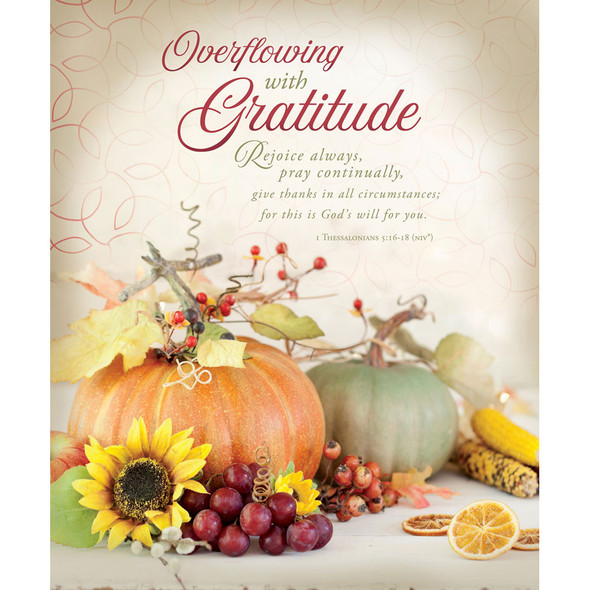 Overflowing
with
Gratitude
Rejoice always,
pray continually,
give thanks in all circumstances;
for this is God's will for you.
1 Thessalonians 5:16-18 (NIV®)